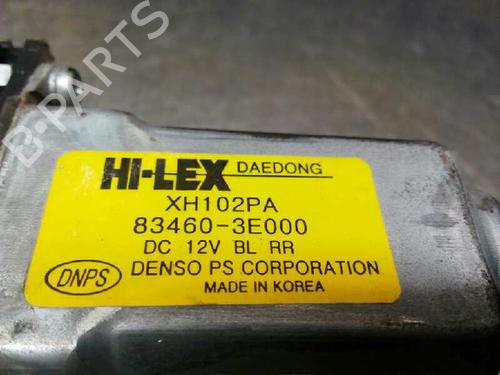 HI-LEX DAEDONG
XH102PA
83460-3E000
DC 12V BL RR
DENSO PS CORPORATION
DNPS
MADE IN KOREA
B-PARTS